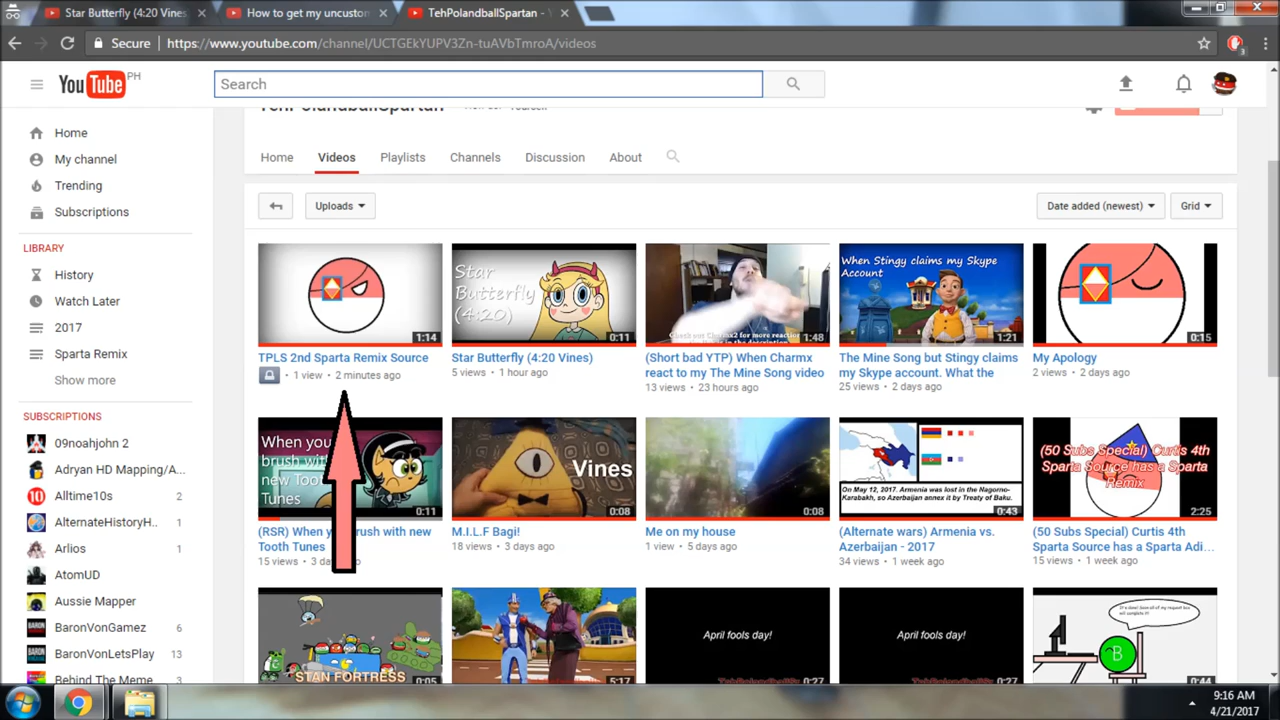 Star Butterfly (4:20 Vines)
How to get my uncustom
TehPolandballSpartan -
Secure
https://www.youtube.com/channel/UCTGEkYUPV3Zn-tuAVbTmroA/videos
3
YouTube PH
Search
TehPolandballSpartan
Home
My channel
Trending
Subscriptions
LIBRARY
History
Watch Later
2017
Sparta Remix
Show more
SUBSCRIPTIONS
09noahjohn 2
Adryan HD Mapping/A...
Alltime10s 2
AlternateHistoryH.. 1
Arlios 1
AtomUD
Aussie Mapper
BaronVonGamez 6
BaronVonLetsPlay 13
Behind The Meme
Home Videos Playlists Channels Discussion About
Uploads
Date added (newest)
Grid
1:14
TPLS 2nd Sparta Remix Source
• 1 view • 2 minutes ago
Star
Butterfly
(4:20)
0:11
Star Butterfly (4:20 Vines)
5 views • 1 hour ago
Check out Charmx2 for more reaction
1:48
(Short bad YTP) When Charmx
react to my The Mine Song video
13 views • 23 hours ago
When Stingy claims my Skype
Account
1:21
The Mine Song but Stingy claims
my Skype account. What the
25 views • 2 days ago
0:15
My Apology
2 views • 2 days ago
When you
brush with
new Tooth
Tunes
0:11
(RSR) When you brush with new
Tooth Tunes
15 views • 3 days ago
Vines
0:08
M.I.L.F Bagi!
18 views • 3 days ago
0:08
Me on my house
1 view • 5 days ago
On May 12, 2017. Armenia was lost in the Nagorno-
Karabakh, so Azerbaijan annex it by Treaty of Baku.
0:43
(Alternate wars) Armenia vs.
Azerbaijan - 2017
34 views • 1 week ago
(50 Subs Special) Curtis 4th
Sparta Source has a Sparta
Remix
2:25
(50 Subs Special) Curtis 4th
Sparta Source has a Sparta Adi...
15 views • 1 week ago
STAN FORTRESS
0:05
5:17
April fools day!
0:27
April fools day!
0:27
B
0:44
9:16 AM
4/21/2017